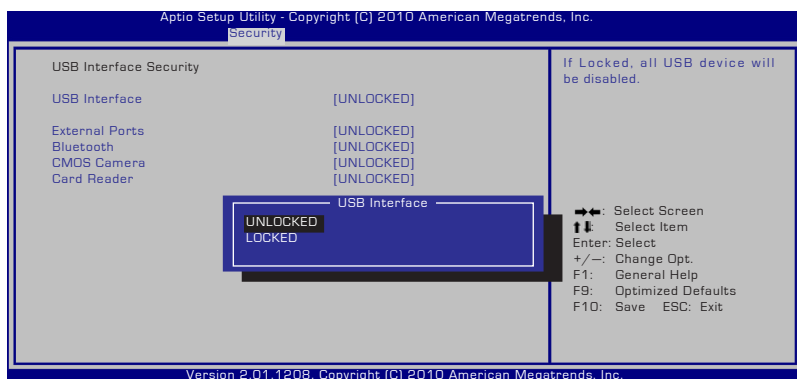 Aptio Setup Utility - Copyright (C) 2010 American Megatrends, Inc.
Security
USB Interface Security
USB Interface [UNLOCKED]
External Ports [UNLOCKED]
Bluetooth [UNLOCKED]
CMOS Camera [UNLOCKED]
Card Reader [UNLOCKED]
USB Interface
UNLOCKED
LOCKED
If Locked, all USB device will
be disabled.
→←: Select Screen
↑↓: Select Item
Enter: Select
+/—: Change Opt.
F1: General Help
F9: Optimized Defaults
F10: Save ESC: Exit
Version 2.01.1208. Copyright (C) 2010 American Megatrends, Inc.